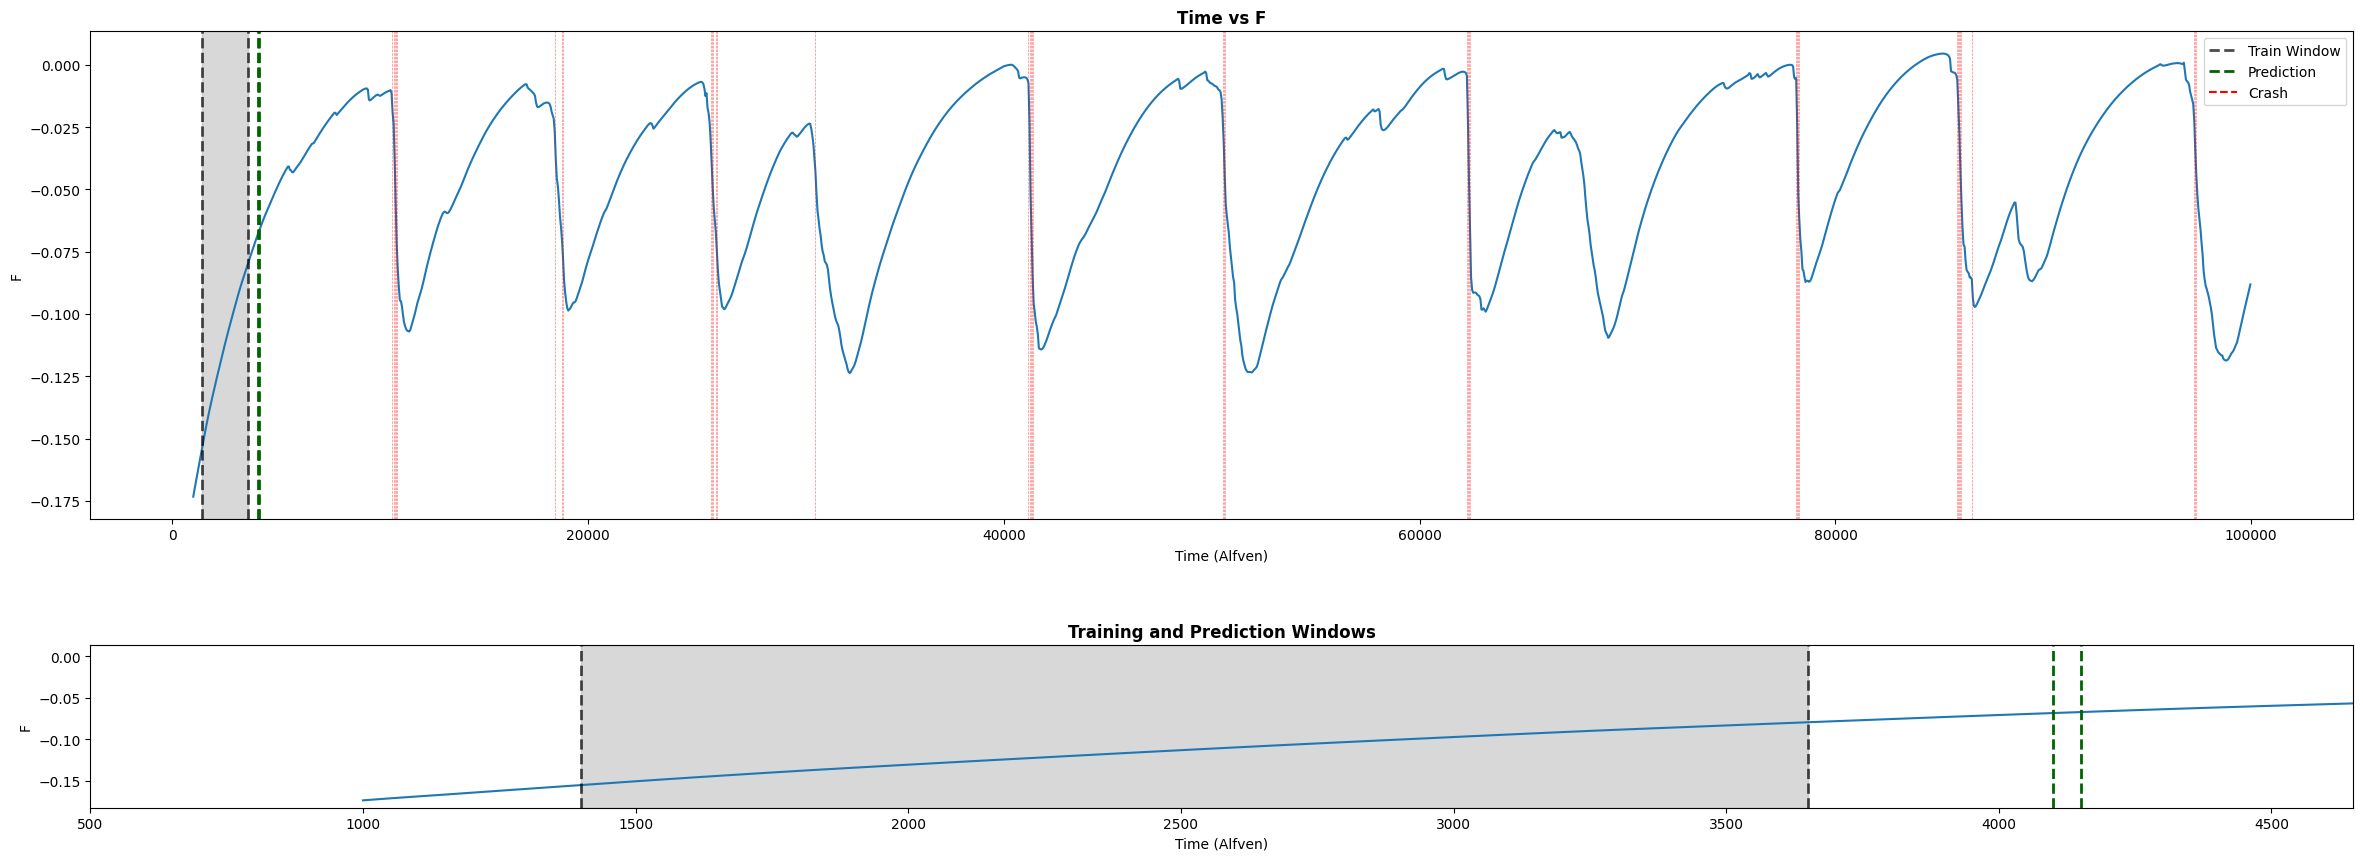 Time vs F
0.000
−0.025
−0.050
−0.075
−0.100
−0.125
−0.150
−0.175
F
Train Window
Prediction
Crash
0 20000 40000 60000 80000 100000
Time (Alfven)
Training and Prediction Windows
0.00
−0.05
−0.10
−0.15
F
500 1000 1500 2000 2500 3000 3500 4000 4500
Time (Alfven)